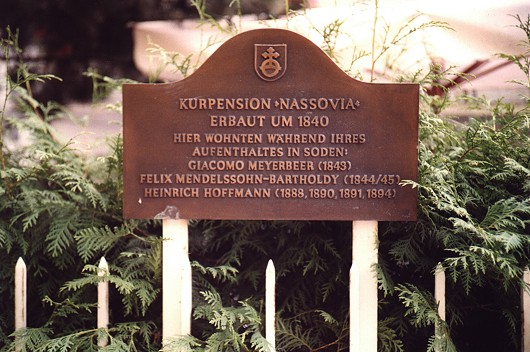 KURPENSION »NASSOVIA«
ERBAUT UM 1840
HIER WOHNTEN WÄHREND IHRES
AUFENTHALTES IN SODEN:
GIACOMO MEYERBEER (1843)
FELIX MENDELSSOHN-BARTHOLDY (1844/45)
HEINRICH HOFFMANN (1888, 1890, 1891, 1894)